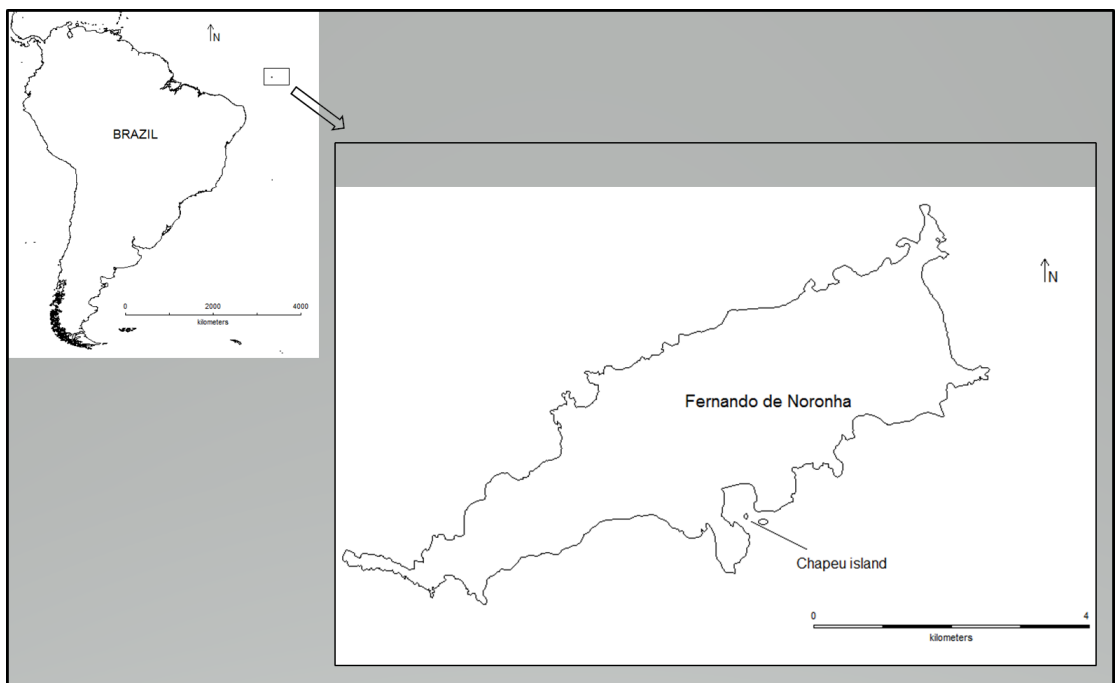 N
BRAZIL
0 2000 4000
kilometers
N
Fernando de Noronha
Chapeu island
0 4
kilometers